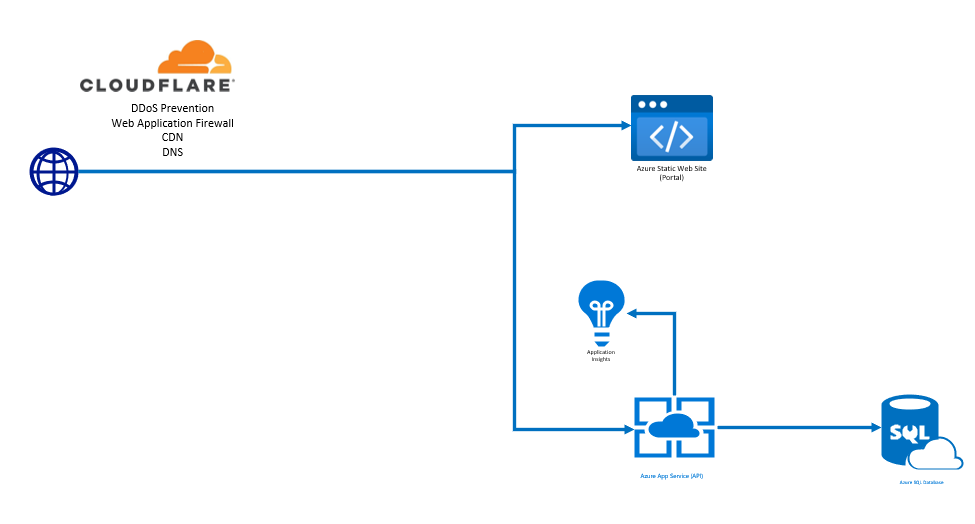 CLOUDFLARE
DDoS Prevention
Web Application Firewall
CDN
DNS
Azure Static Web Site
(Portal)
Application
Insights
Azure App Service (API)
SQL
Azure SQL Database